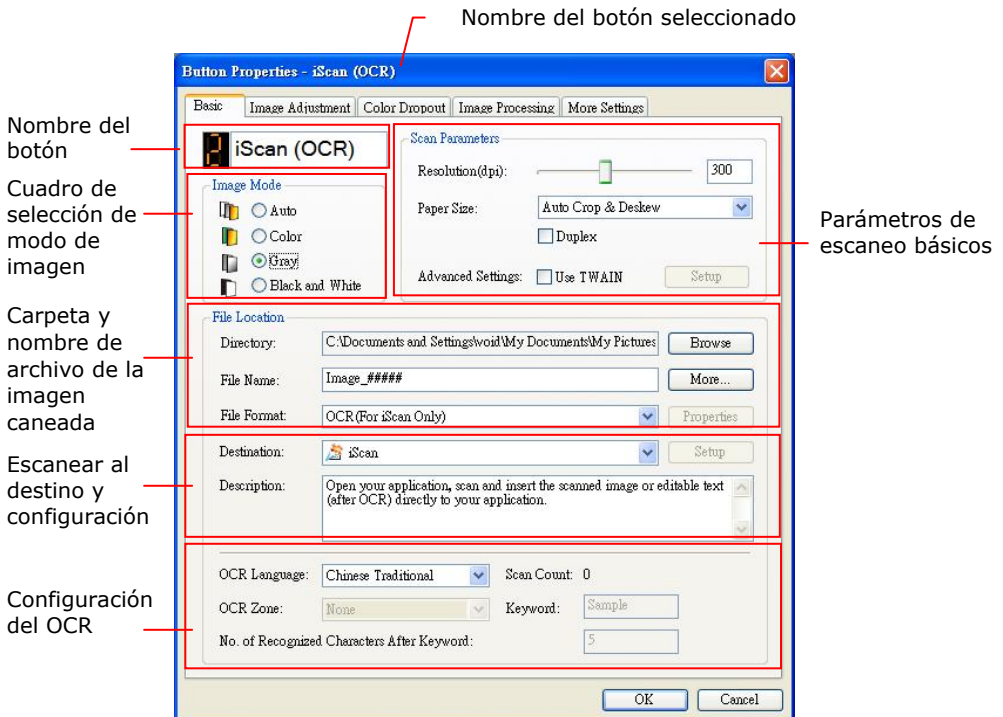 Nombre del botón seleccionado
Button Properties - iScan (OCR)
Basic Image Adjustment Color Dropout Image Processing More Settings
Nombre del
botón
2 iScan (OCR)
Cuadro de
selección de
modo de
imagen
Image Mode
Auto
Color
Gray
Black and White
Scan Parameters
Resolution(dpi): 300
Paper Size: Auto Crop & Deskew
Duplex
Advanced Settings: Use TWAIN Setup
Parámetros de
escaneo básicos
Carpeta y
nombre de
archivo de la
imagen
caneada
File Location
Directory: C:\Documents and Settings\void\My Documents\My Pictures Browse
File Name: Image_##### More...
File Format: OCR(For iScan Only) Properties
Escanear al
destino y
configuración
Destination: iScan Setup
Description: Open your application, scan and insert the scanned image or editable text
(after OCR) directly to your application.
Configuración
del OCR
OCR Language: Chinese Traditional Scan Count: 0
OCR Zone: None Keyword: Sample
No. of Recognized Characters After Keyword: 5
OK Cancel